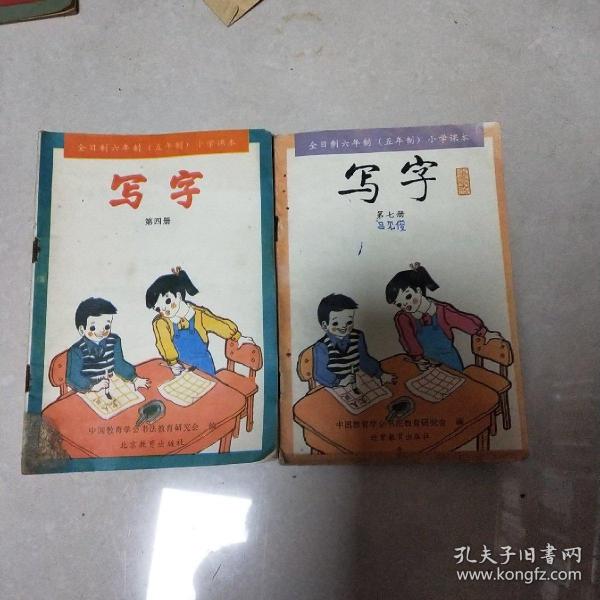 全日制六年制（五年制）小学课本
写字
第四册
中国教育学会书法教育研究会 编
北京教育出版社
全日制六年制（五年制）小学课本
写字
第七册
中国教育学会书法教育研究会 编
北京教育出版社
孔夫子旧书网
www.kongfz.com